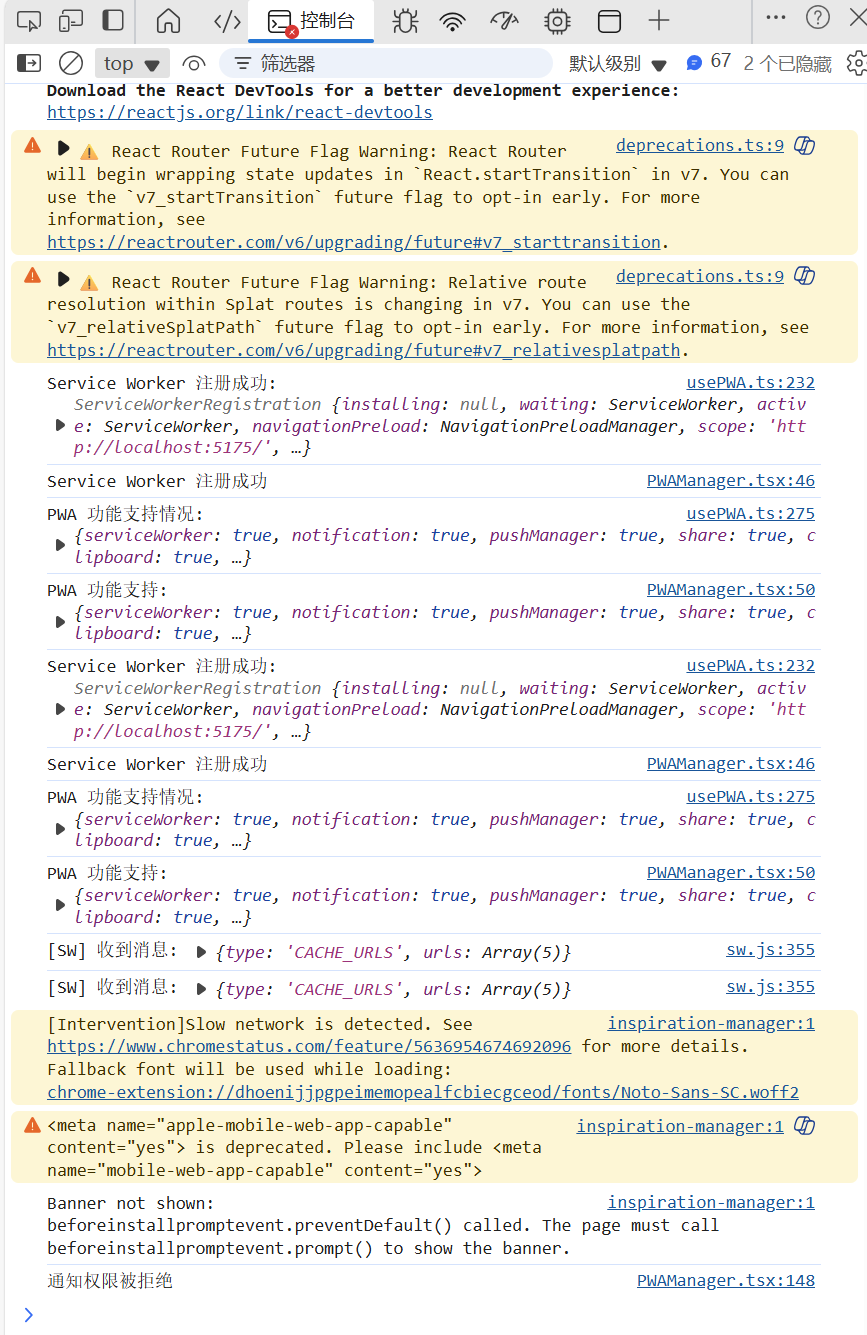 控制台
top
筛选器
默认级别
67
2 个已隐藏
Download the React DevTools for a better development experience:
https://reactjs.org/link/react-devtools
React Router Future Flag Warning: React Router
deprecations.ts:9
will begin wrapping state updates in `React.startTransition` in v7. You can
use the `v7_startTransition` future flag to opt-in early. For more
information, see
https://reactrouter.com/v6/upgrading/future#v7_starttransition.
React Router Future Flag Warning: Relative route
deprecations.ts:9
resolution within Splat routes is changing in v7. You can use the
`v7_relativeSplatPath` future flag to opt-in early. For more information, see
https://reactrouter.com/v6/upgrading/future#v7_relativesplatpath.
Service Worker 注册成功:
usePWA.ts:232
ServiceWorkerRegistration {installing: null, waiting: ServiceWorker, activ
e: ServiceWorker, navigationPreload: NavigationPreloadManager, scope: 'htt
p://localhost:5175/', …}
Service Worker 注册成功
PWAManager.tsx:46
PWA 功能支持情况:
usePWA.ts:275
{serviceWorker: true, notification: true, pushManager: true, share: true, c
lipboard: true, …}
PWA 功能支持:
PWAManager.tsx:50
{serviceWorker: true, notification: true, pushManager: true, share: true, c
lipboard: true, …}
Service Worker 注册成功:
usePWA.ts:232
ServiceWorkerRegistration {installing: null, waiting: ServiceWorker, activ
e: ServiceWorker, navigationPreload: NavigationPreloadManager, scope: 'htt
p://localhost:5175/', …}
Service Worker 注册成功
PWAManager.tsx:46
PWA 功能支持情况:
usePWA.ts:275
{serviceWorker: true, notification: true, pushManager: true, share: true, c
lipboard: true, …}
PWA 功能支持:
PWAManager.tsx:50
{serviceWorker: true, notification: true, pushManager: true, share: true, c
lipboard: true, …}
[SW] 收到消息: {type: 'CACHE_URLS', urls: Array(5)}
sw.js:355
[SW] 收到消息: {type: 'CACHE_URLS', urls: Array(5)}
sw.js:355
[Intervention]Slow network is detected. See
inspiration-manager:1
https://www.chromestatus.com/feature/5636954674692096 for more details.
Fallback font will be used while loading:
chrome-extension://dhoenijjpgpeimemopealfcbiecgceod/fonts/Noto-Sans-SC.woff2
<meta name="apple-mobile-web-app-capable"
inspiration-manager:1
content="yes"> is deprecated. Please include <meta
name="mobile-web-app-capable" content="yes">
Banner not shown:
inspiration-manager:1
beforeinstallpromptevent.preventDefault() called. The page must call
beforeinstallpromptevent.prompt() to show the banner.
通知权限被拒绝
PWAManager.tsx:148